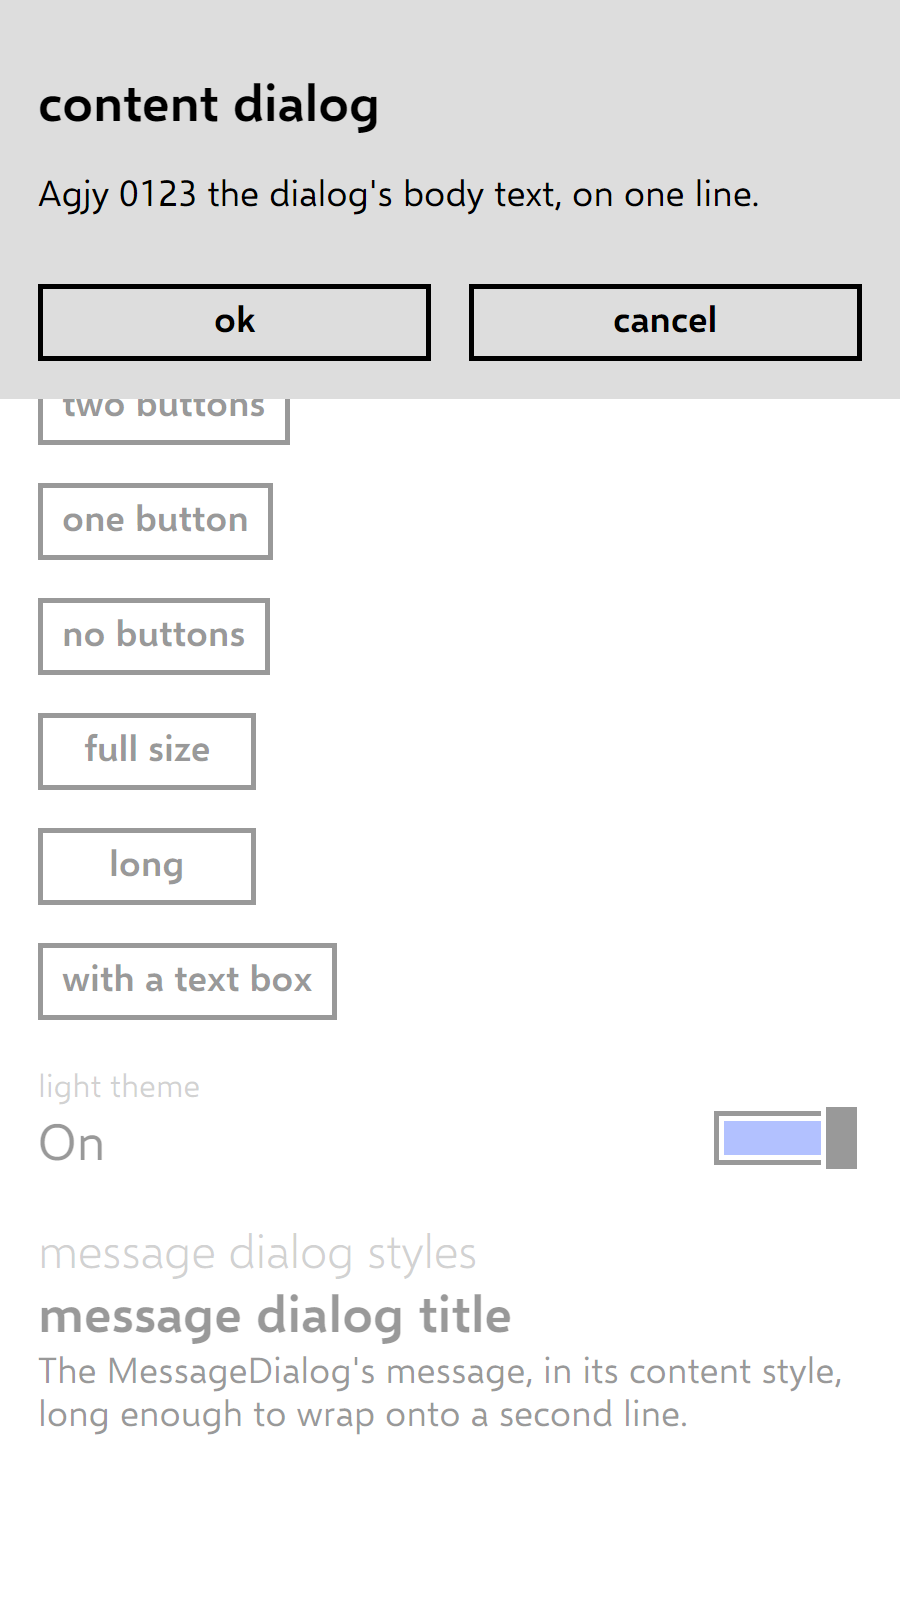 content dialog
Agjy 0123 the dialog's body text, on one line.
ok
cancel
two buttons
one button
no buttons
full size
long
with a text box
light theme
On
message dialog styles
message dialog title
The MessageDialog's message, in its content style,
long enough to wrap onto a second line.